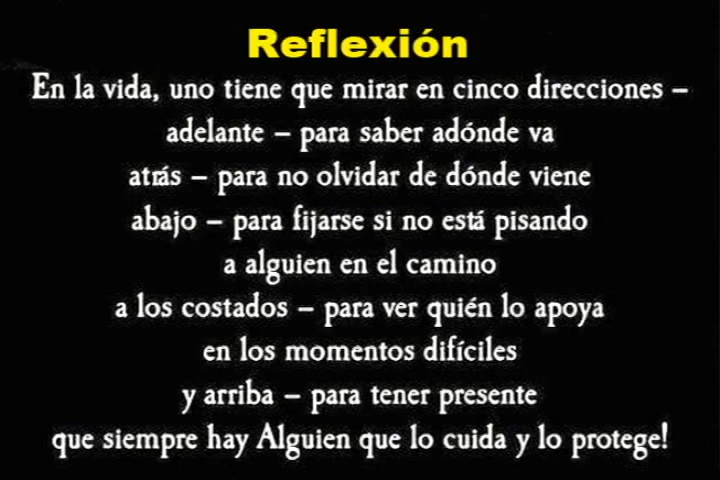 Reflexión
En la vida, uno tiene que mirar en cinco direcciones –
adelante – para saber adónde va
atrás – para no olvidar de dónde viene
abajo – para fijarse si no está pisando
a alguien en el camino
a los costados – para ver quién lo apoya
en los momentos difíciles
y arriba – para tener presente
que siempre hay Alguien que lo cuida y lo protege!